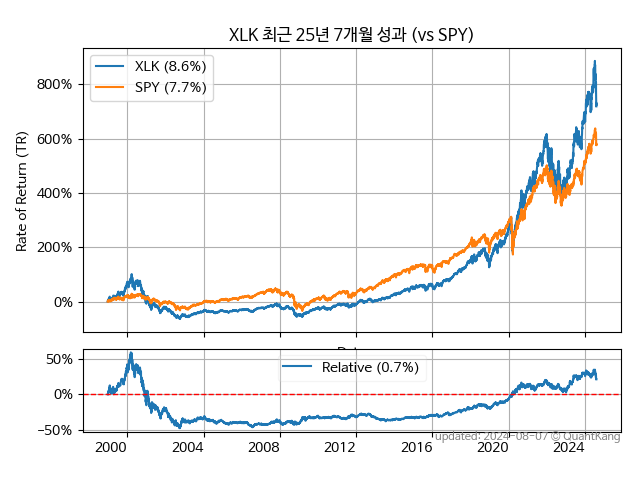 XLK 최근 25년 7개월 성과 (vs SPY)
XLK (8.6%)
SPY (7.7%)
Rate of Return (TR)
800%
600%
400%
200%
0%
Relative (0.7%)
50%
0%
−50%
2000 2004 2008 2012 2016 2020 2024
updated: 2024-08-07 © QuantKang